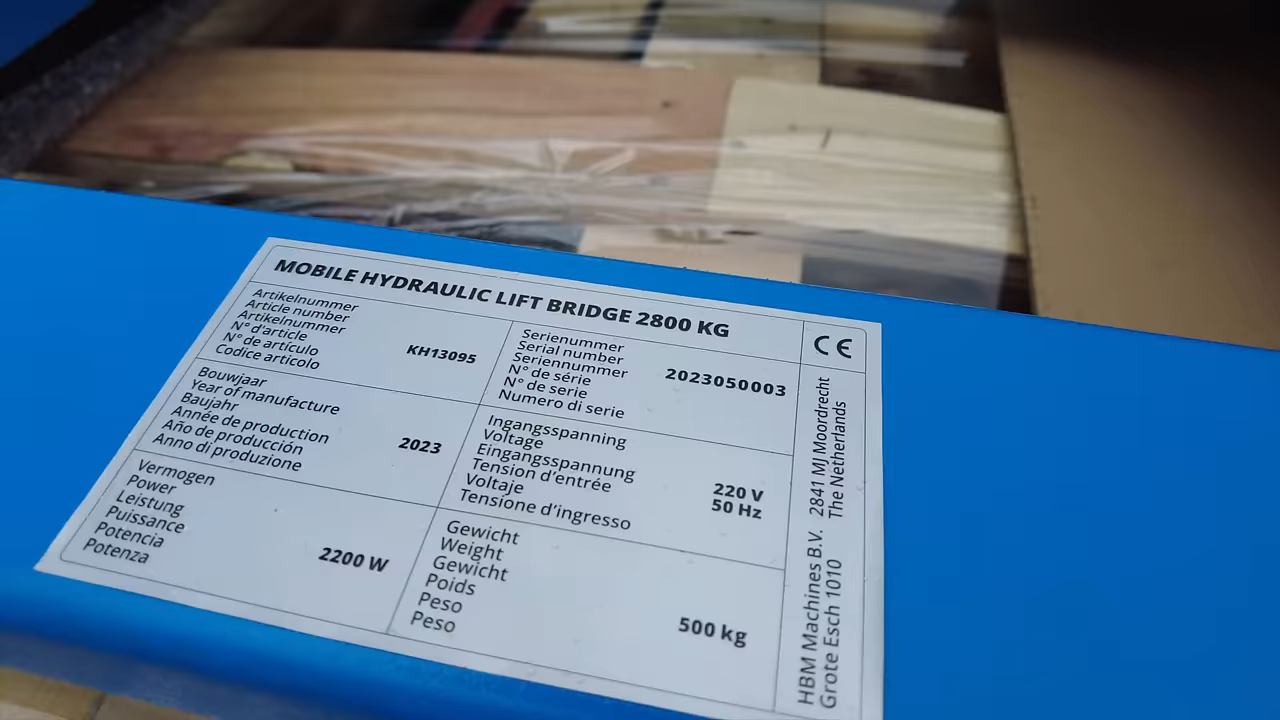 MOBILE HYDRAULIC LIFT BRIDGE 2800 KG
CE
Artikelnummer
Article number
Artikelnummer
N° d'article
N° de artículo
Codice articolo
KH13095
Serienummer
Serial number
Seriennummer
N° de série
N° de serie
Numero di serie
2023050003
Bouwjaar
Year of manufacture
Baujahr
Année de production
Año de producción
Anno di produzione
2023
Ingangsspanning
Voltage
Eingangsspannung
Tension d'entrée
Voltaje
Tensione d'ingresso
220 V
50 Hz
Vermogen
Power
Leistung
Puissance
Potencia
Potenza
2200 W
Gewicht
Weight
Gewicht
Poids
Peso
Peso
500 kg
HBM Machines B.V. 2841 MJ Moordrecht
Grote Esch 1010 The Netherlands